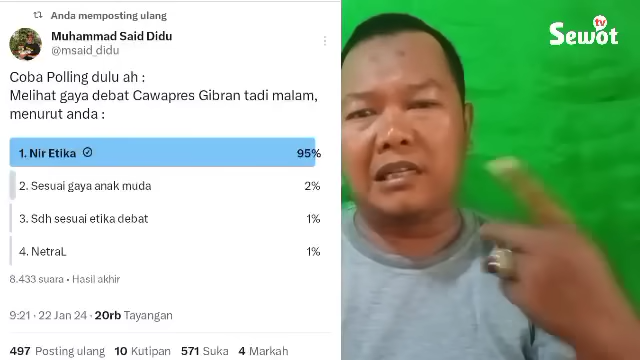 Anda memposting ulang
Muhammad Said Didu
@msaid_didu
Coba Polling dulu ah :
Melihat gaya debat Cawapres Gibran tadi malam,
menurut anda :
1. Nir Etika 95%
2. Sesuai gaya anak muda 2%
3. Sdh sesuai etika debat 1%
4. NetraL 1%
8.433 suara • Hasil akhir
9:21 • 22 Jan 24 • 20rb Tayangan
497 Posting ulang 10 Kutipan 571 Suka 4 Markah
Sewot
tv